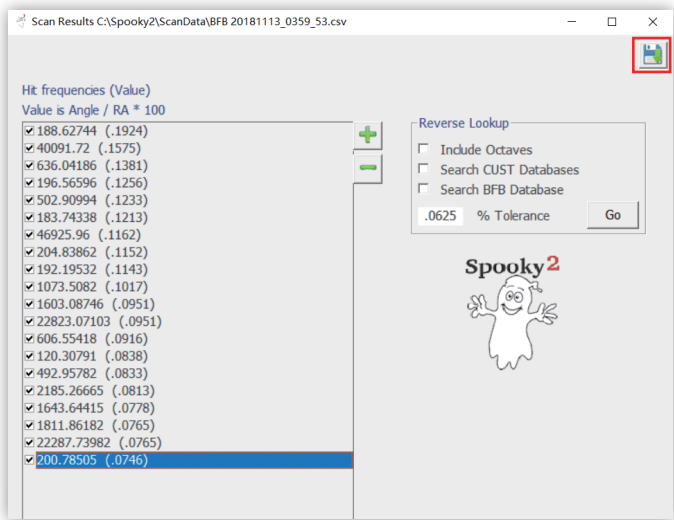 Scan Results C:\Spooky2\ScanData\BFB 20181113_0359_53.csv
Hit frequencies (Value)
Value is Angle / RA * 100
188.62744 (.1924)
40091.72 (.1575)
636.04186 (.1381)
196.56596 (.1256)
502.90994 (.1233)
183.74338 (.1213)
46925.96 (.1162)
204.83862 (.1152)
192.19532 (.1143)
1073.5082 (.1017)
1603.08746 (.0951)
22823.07103 (.0951)
606.55418 (.0916)
120.30791 (.0838)
492.95782 (.0833)
2185.26665 (.0813)
1643.64415 (.0778)
1811.86182 (.0765)
22287.73982 (.0765)
200.78505 (.0746)
Reverse Lookup
Include Octaves
Search CUST Databases
Search BFB Database
.0625 % Tolerance Go
Spooky2